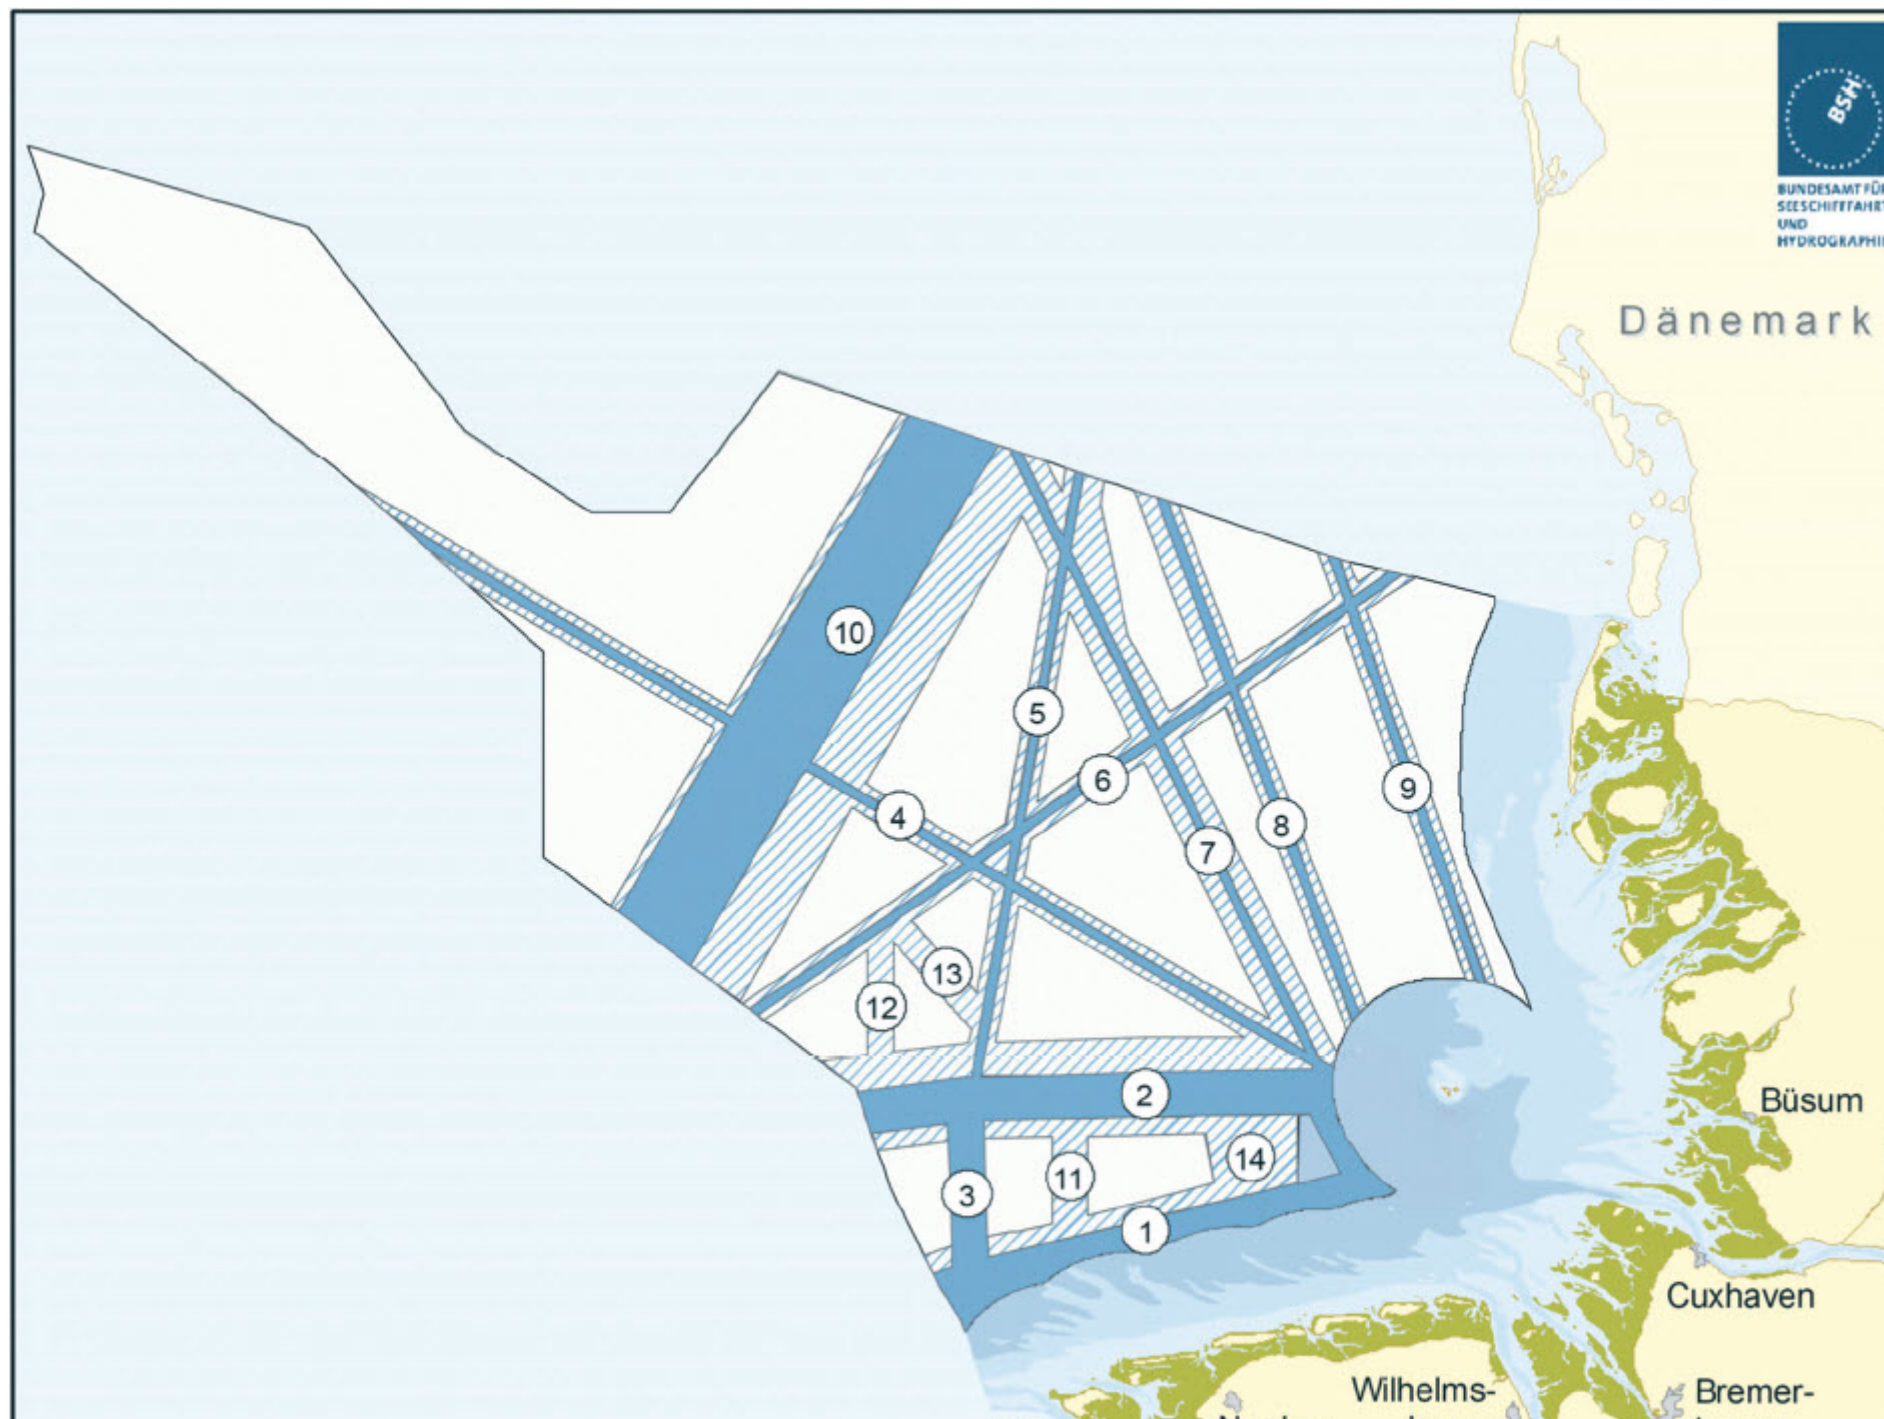 BSH
BUNDESAMT FÜR
SEESCHIFFFAHRT
UND
HYDROGRAPHIE
Dänemark
10
5
6
9
4
8
7
13
12
2
Büsum
14
11
3
1
Cuxhaven
Wilhelms-
Bremer-